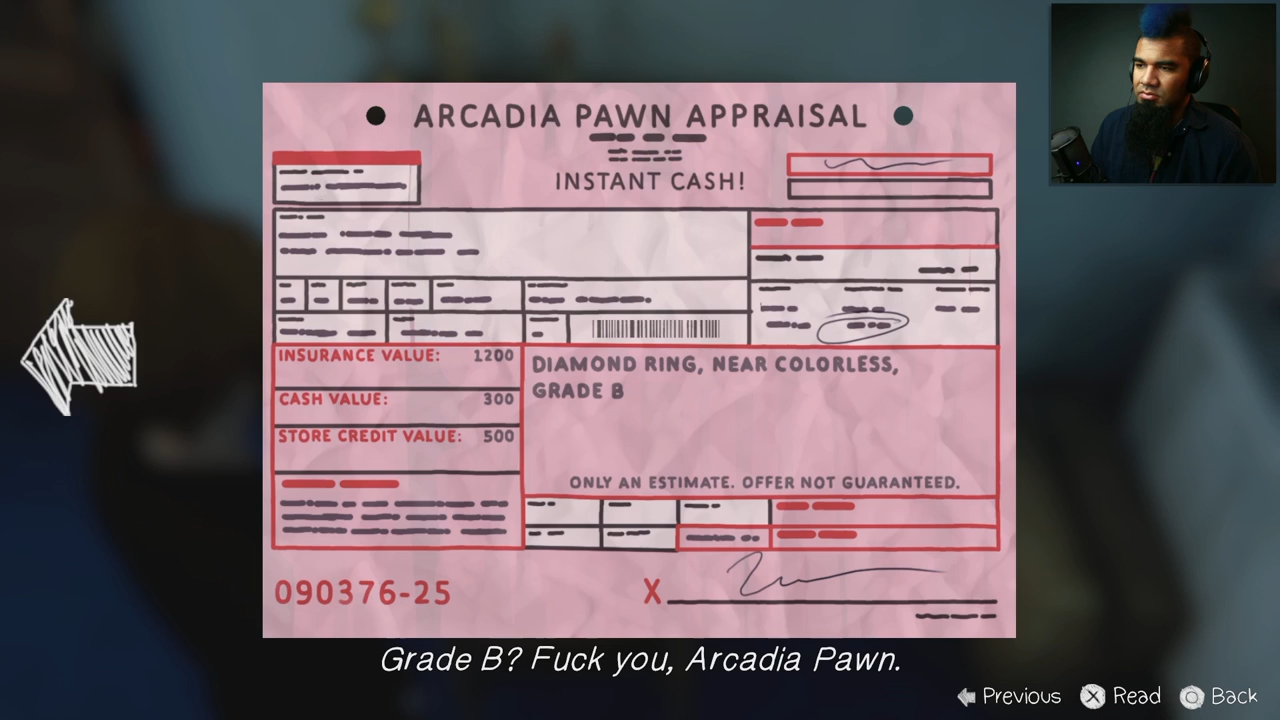 ARCADIA PAWN APPRAISAL
INSTANT CASH!
INSURANCE VALUE: 1200
CASH VALUE: 300
STORE CREDIT VALUE: 500
DIAMOND RING, NEAR COLORLESS,
GRADE B
ONLY AN ESTIMATE. OFFER NOT GUARANTEED.
090376-25
X
Grade B? Fuck you, Arcadia Pawn.
Previous X Read Back